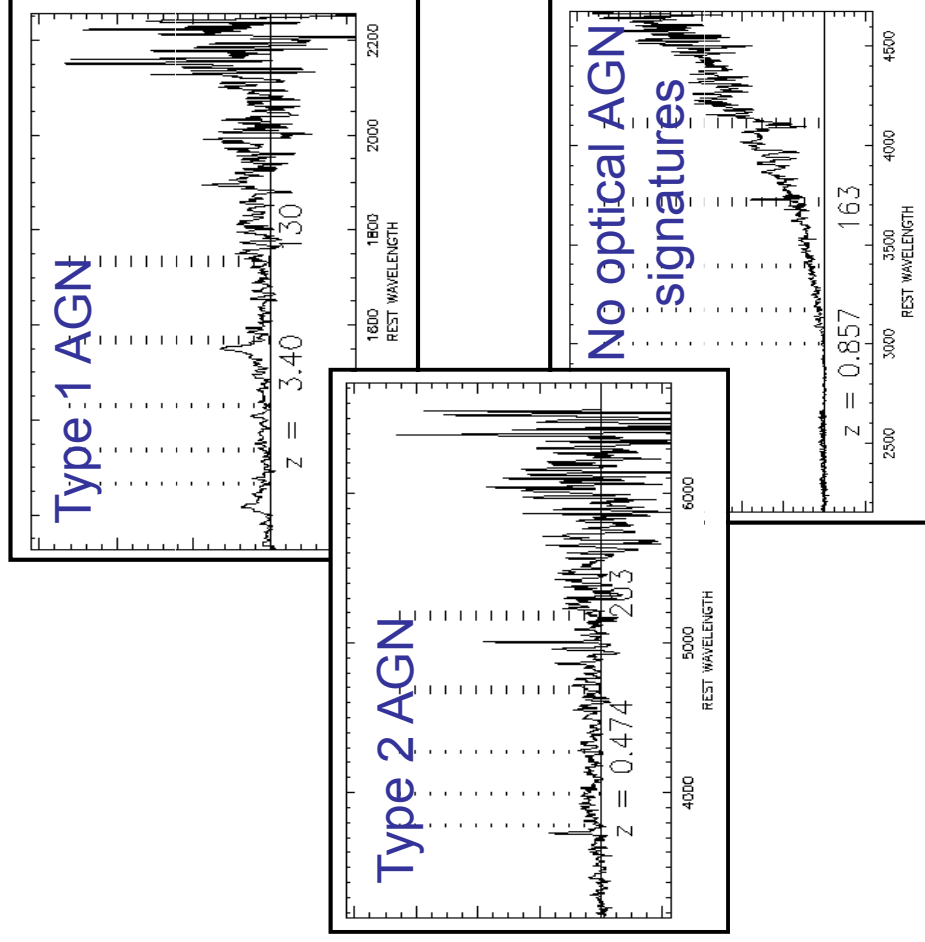 Type 1 AGN
z = 3.40 130
1600 1800 2000 2200
REST WAVELENGTH
Type 2 AGN
z = 0.474 203
4000 5000 6000
REST WAVELENGTH
No optical AGN
signatures
z = 0.857 163
2500 3000 3500 4000 4500
REST WAVELENGTH